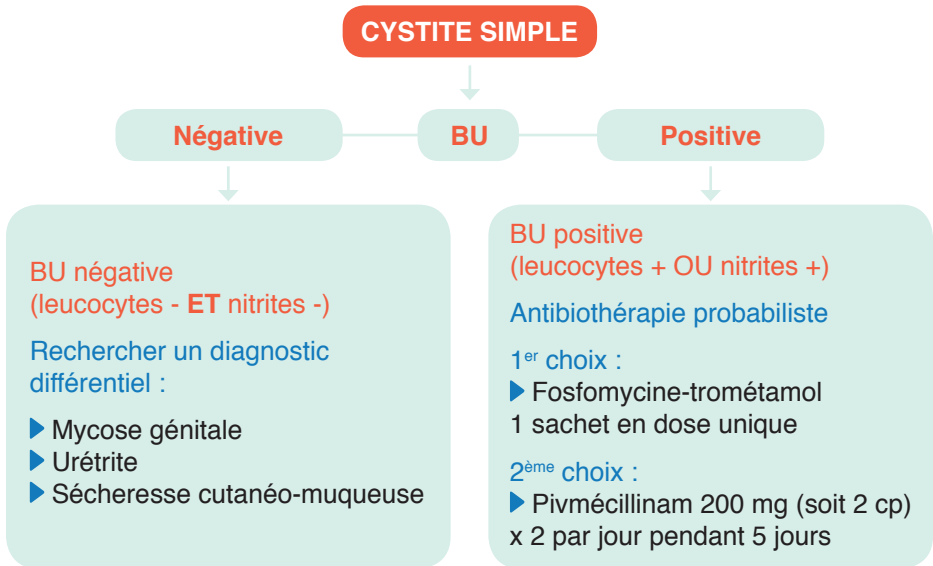 CYSTITE SIMPLE
Négative
BU
Positive
BU négative
(leucocytes - ET nitrites -)
Rechercher un diagnostic
différentiel :
Mycose génitale
Urétrite
Sécheresse cutanéo-muqueuse
BU positive
(leucocytes + OU nitrites +)
Antibiothérapie probabiliste
1er choix :
Fosfomycine-trométamol
1 sachet en dose unique
2ème choix :
Pivmécillinam 200 mg (soit 2 cp)
x 2 par jour pendant 5 jours